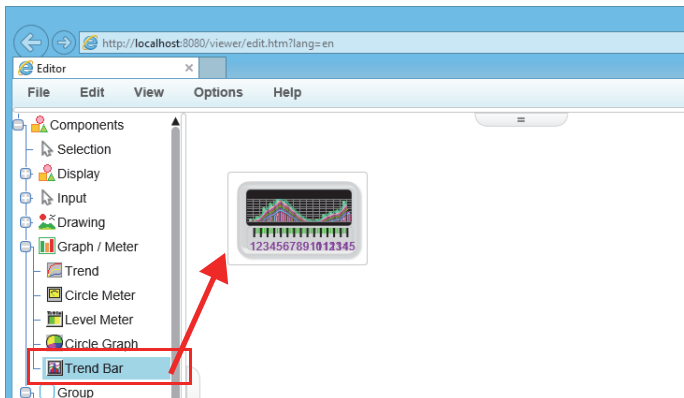 http://localhost:8080/viewer/edit.htm?lang=en
Editor
File Edit View Options Help
Components
Selection
Display
Input
Drawing
Graph / Meter
Trend
Circle Meter
Level Meter
Circle Graph
Trend Bar
Group